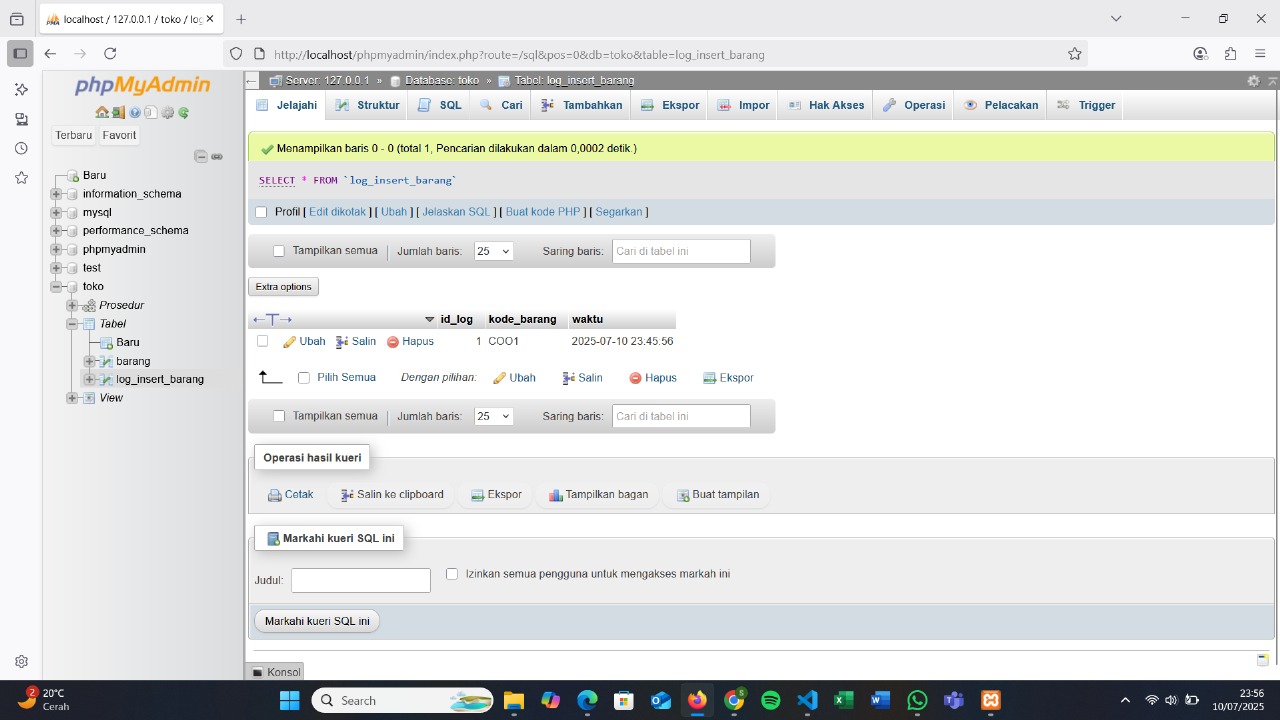 localhost / 127.0.0.1 / toko / log
http://localhost/phpmyadmin/index.php?route=/sql&pos=0&db=toko&table=log_insert_barang
phpMyAdmin
Terbaru Favorit
Baru
information_schema
mysql
performance_schema
phpmyadmin
test
toko
Prosedur
Tabel
Baru
barang
log_insert_barang
View
Server: 127.0.0.1 » Database: toko » Table: log_insert_barang
Jelajahi Struktur SQL Cari Tambahkan Ekspor Impor Hak Akses Operasi Pelacakan Trigger
Menampilkan baris 0 - 0 (total 1, Pencarian dilakukan dalam 0,0002 detik.)
SELECT * FROM `log_insert_barang`
Profil [ Edit dikotak ] [ Ubah ] [ Jelaskan SQL ] [ Buat kode PHP ] [ Segarkan ]
Tampilkan semua Jumlah baris: 25 Saring baris: Cari di tabel ini
Extra options
←T→ id_log kode_barang waktu
Ubah Salin Hapus 1 COO1 2025-07-10 23:45:56
Pilih Semua Dengan pilihan: Ubah Salin Hapus Ekspor
Tampilkan semua Jumlah baris: 25 Saring baris: Cari di tabel ini
Operasi hasil kueri
Cetak Salin ke clipboard Ekspor Tampilkan bagan Buat tampilan
Markahi kueri SQL ini
Judul: Izinkan semua pengguna untuk mengakses markah ini
Markahi kueri SQL ini
Konsol
2 20°C
Cerah
Search
S
23:56
10/07/2025